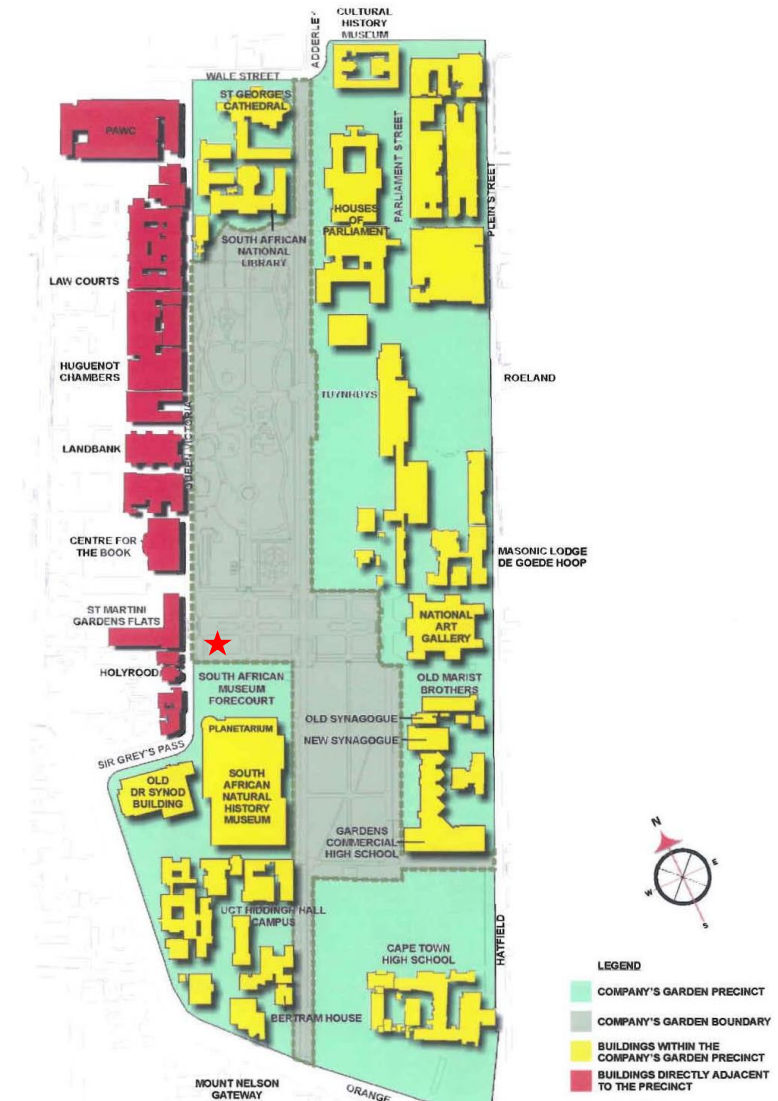 CULTURAL
HISTORY
MUSEUM
ADDERLEY
WALE STREET
ST GEORGE'S
CATHEDRAL
PAWC
PARLIAMENT STREET
PLEIN STREET
HOUSES
OF
PARLIAMENT
SOUTH AFRICAN
NATIONAL
LIBRARY
LAW COURTS
HUGUENOT
CHAMBERS
TUYNHUYS
ROELAND
QUEEN VICTORIA
LANDBANK
CENTRE FOR
THE BOOK
MASONIC LODGE
DE GOEDE HOOP
ST MARTINI
GARDENS FLATS
NATIONAL
ART
GALLERY
HOLYROOD
SOUTH AFRICAN
MUSEUM
FORECOURT
OLD MARIST
BROTHERS
OLD SYNAGOGUE
NEW SYNAGOGUE
PLANETARIUM
SIR GREY'S PASS
OLD
DR SYNOD
BUILDING
SOUTH
AFRICAN
NATURAL
HISTORY
MUSEUM
GARDENS
COMMERCIAL
HIGH SCHOOL
N
E
W
S
UCT HIDDINGH HALL
CAMPUS
CAPE TOWN
HIGH SCHOOL
HATFIELD
BERTRAM HOUSE
MOUNT NELSON
GATEWAY
ORANGE
LEGEND
COMPANY'S GARDEN PRECINCT
COMPANY'S GARDEN BOUNDARY
BUILDINGS WITHIN THE
COMPANY'S GARDEN PRECINCT
BUILDINGS DIRECTLY ADJACENT
TO THE PRECINCT